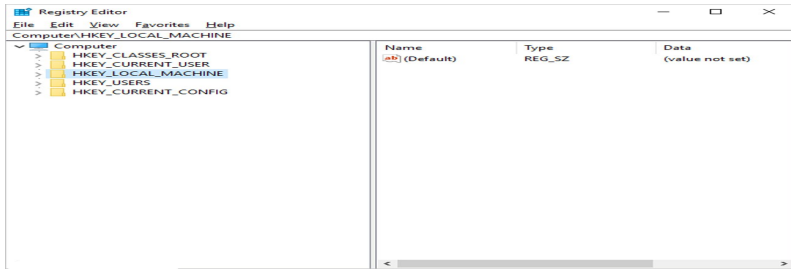 Registry Editor
File Edit View Favorites Help
Computer\HKEY_LOCAL_MACHINE
Computer
HKEY_CLASSES_ROOT
HKEY_CURRENT_USER
HKEY_LOCAL_MACHINE
HKEY_USERS
HKEY_CURRENT_CONFIG
Name Type Data
ab (Default) REG_SZ (value not set)